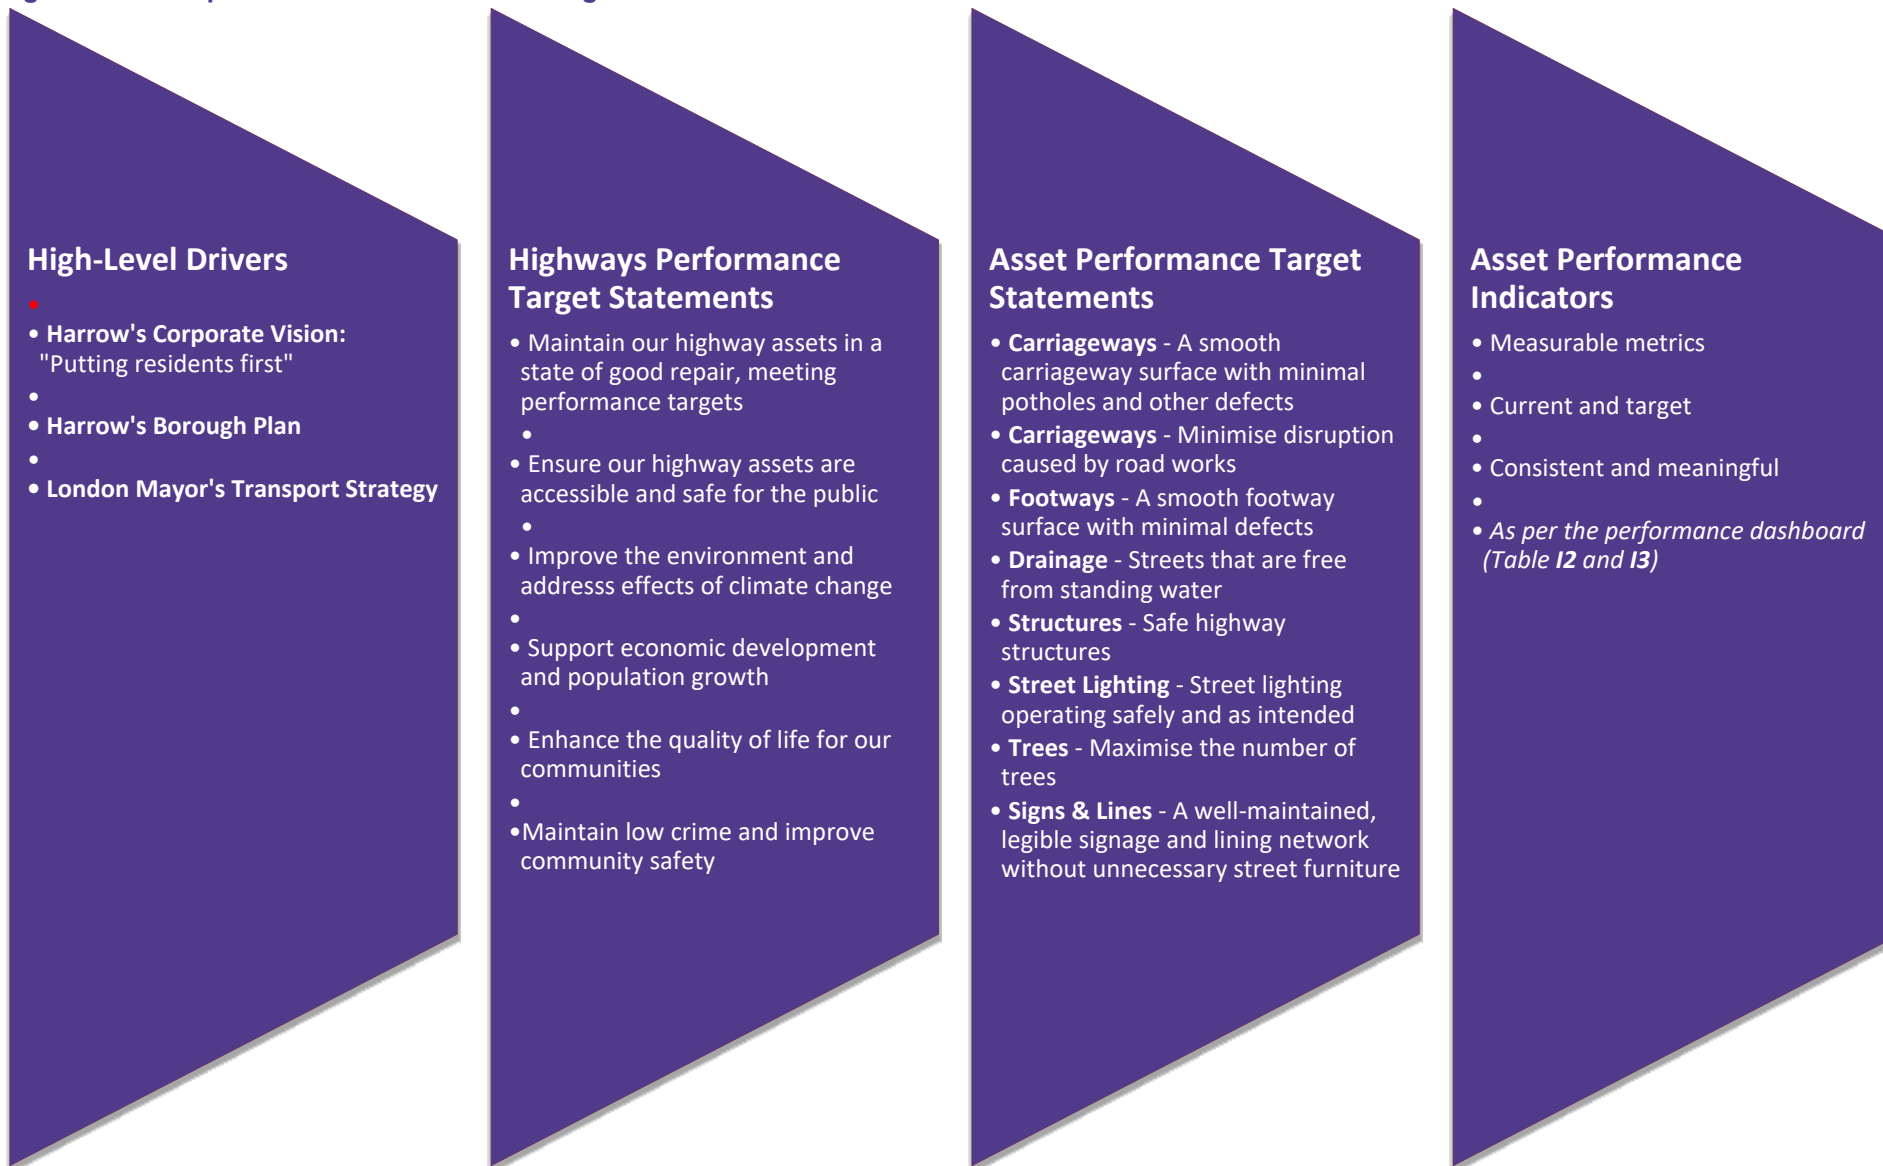 High-Level Drivers
•
• Harrow's Corporate Vision:
"Putting residents first"
•
• Harrow's Borough Plan
•
• London Mayor's Transport Strategy
Highways Performance
Target Statements
• Maintain our highway assets in a
state of good repair, meeting
performance targets
•
• Ensure our highway assets are
accessible and safe for the public
•
• Improve the environment and
addresss effects of climate change
•
• Support economic development
and population growth
•
• Enhance the quality of life for our
communities
•
•Maintain low crime and improve
community safety
Asset Performance Target
Statements
• Carriageways - A smooth
carriageway surface with minimal
potholes and other defects
• Carriageways - Minimise disruption
caused by road works
• Footways - A smooth footway
surface with minimal defects
• Drainage - Streets that are free
from standing water
• Structures - Safe highway
structures
• Street Lighting - Street lighting
operating safely and as intended
• Trees - Maximise the number of
trees
• Signs & Lines - A well-maintained,
legible signage and lining network
without unnecessary street furniture
Asset Performance
Indicators
• Measurable metrics
•
• Current and target
•
• Consistent and meaningful
•
• As per the performance dashboard
(Table I2 and I3)